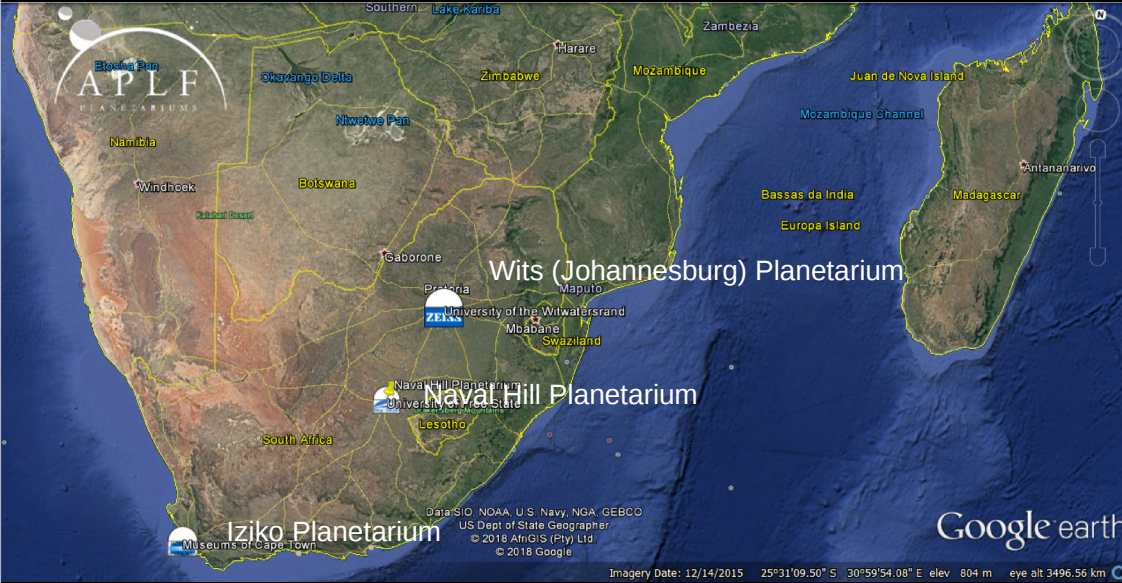 Southern
Lake Kariba
Zambezia
N
Harare
Etosha Pan
Okavango Delta
Zimbabwe
Mozambique
Juan de Nova Island
APLF
PLANETARIUMS
Ntwetwe Pan
Mozambique Channel
Namibia
Windhoek
Botswana
Antananarivo
Bassas da India
Madagascar
Kalahari Desert
Europa Island
Gaborone
Wits (Johannesburg) Planetarium
Pretoria
Maputo
ZEISS
University of the Witwatersrand
Mbabane
Swaziland
Naval Hill Planetarium
Naval Hill Planetarium
University of Free State
Drakensberg Mountains
Lesotho
South Africa
Data SIO, NOAA, U.S. Navy, NGA, GEBCO
US Dept of State Geographer
© 2018 AfriGIS (Pty) Ltd.
© 2018 Google
Google earth
Iziko Planetarium
Museums of Cape Town
Imagery Date: 12/14/2015 25°31'09.50" S 30°59'54.08" E elev 804 m eye alt 3496.56 km